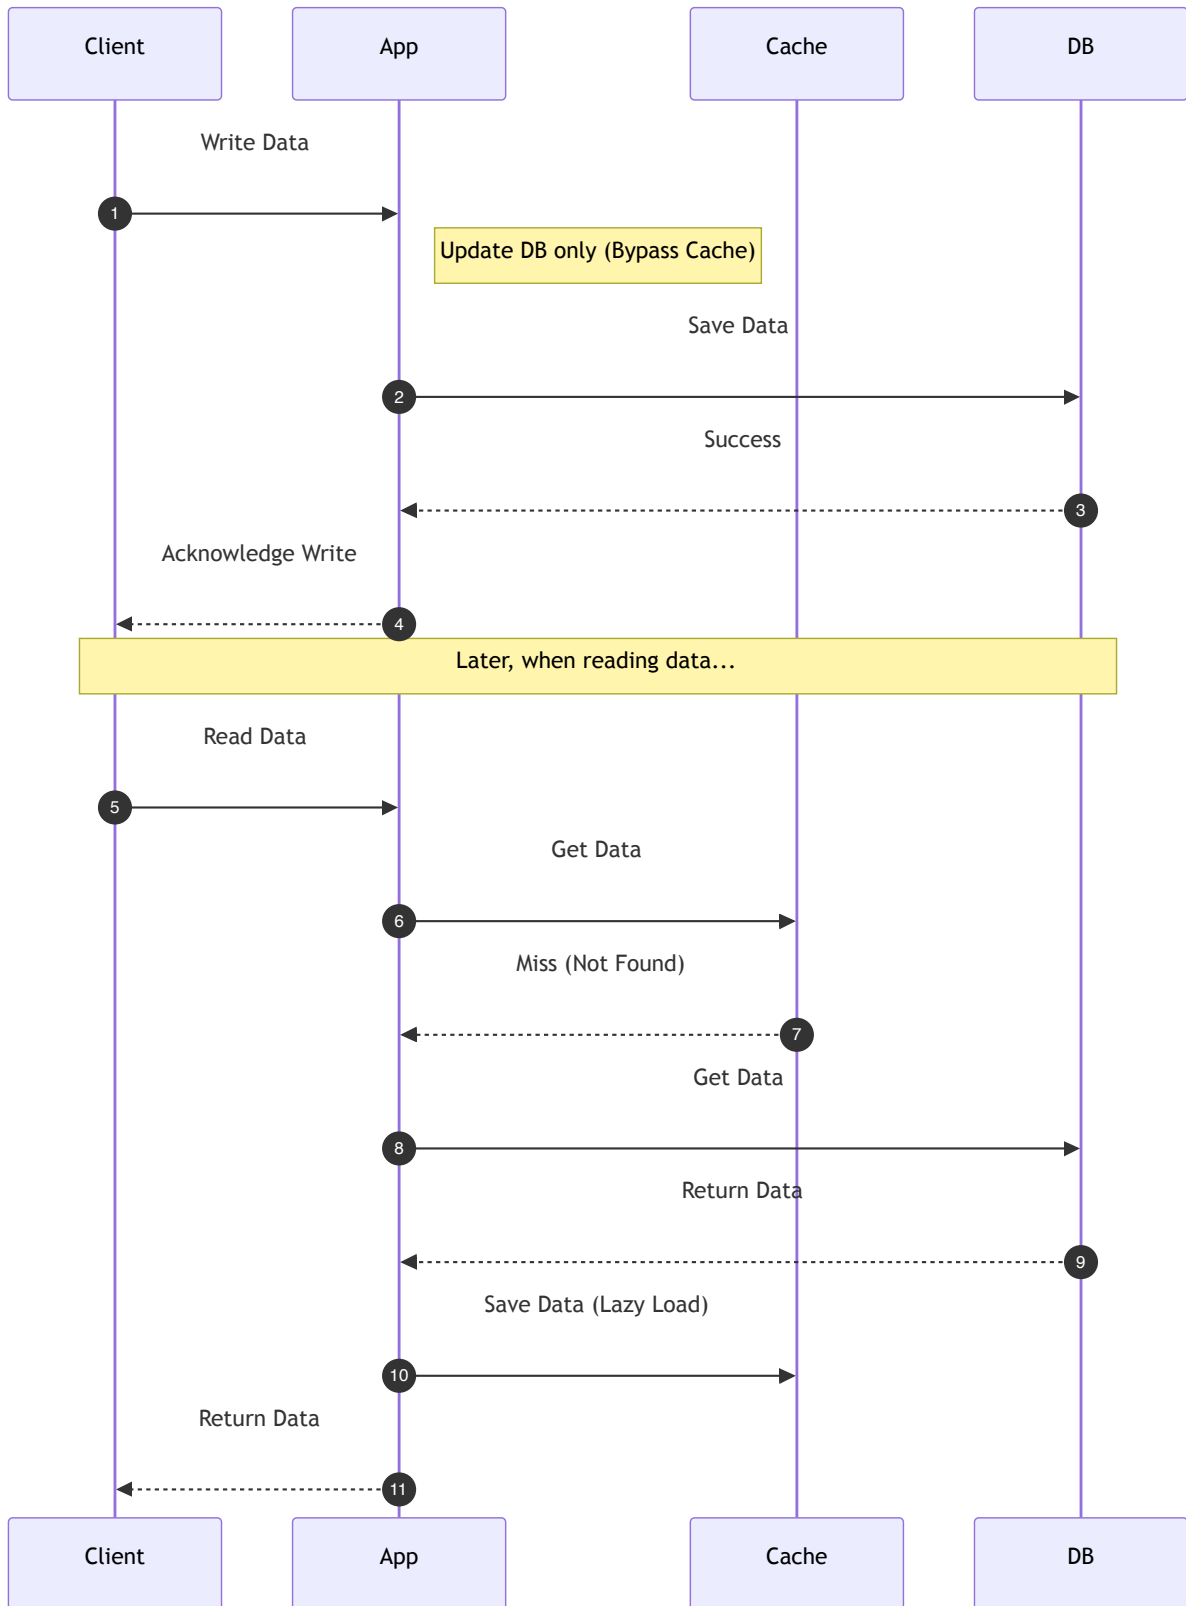 Client
App
Cache
DB
Write Data
1
Update DB only (Bypass Cache)
Save Data
2
Success
3
Acknowledge Write
4
Later, when reading data...
Read Data
5
Get Data
6
Miss (Not Found)
7
Get Data
8
Return Data
9
Save Data (Lazy Load)
10
Return Data
11
Client
App
Cache
DB